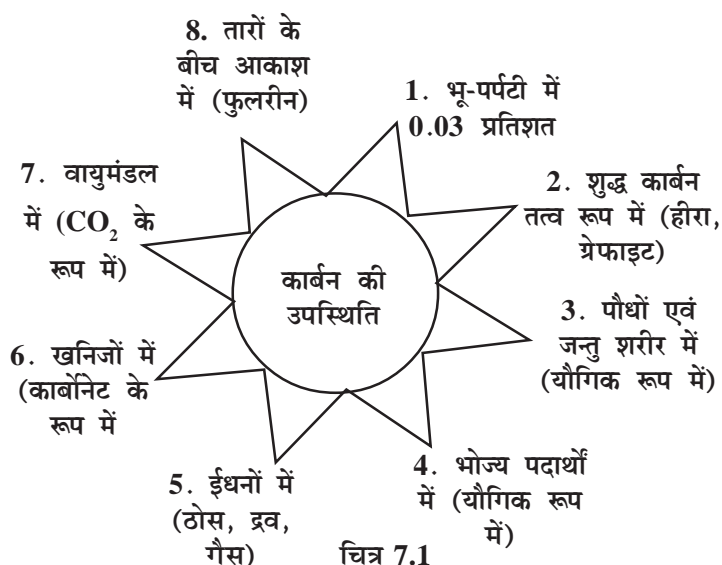 8. तारों के
बीच आकाश
में (फुलरीन)
1. भू-पर्पटी में
0.03 प्रतिशत
2. शुद्ध कार्बन
तत्व रूप में (हीरा,
ग्रेफाइट)
3. पौधों एवं
जन्तु शरीर में
(यौगिक रूप में)
4. भोज्य पदार्थों
में (यौगिक रूप
में)
5. ईधनों में
(ठोस, द्रव,
गैस)
6. खनिजों में
(कार्बोनेट के
रूप में
7. वायुमंडल
में (CO₂ के
रूप में)
कार्बन की
उपस्थिति
चित्र 7.1